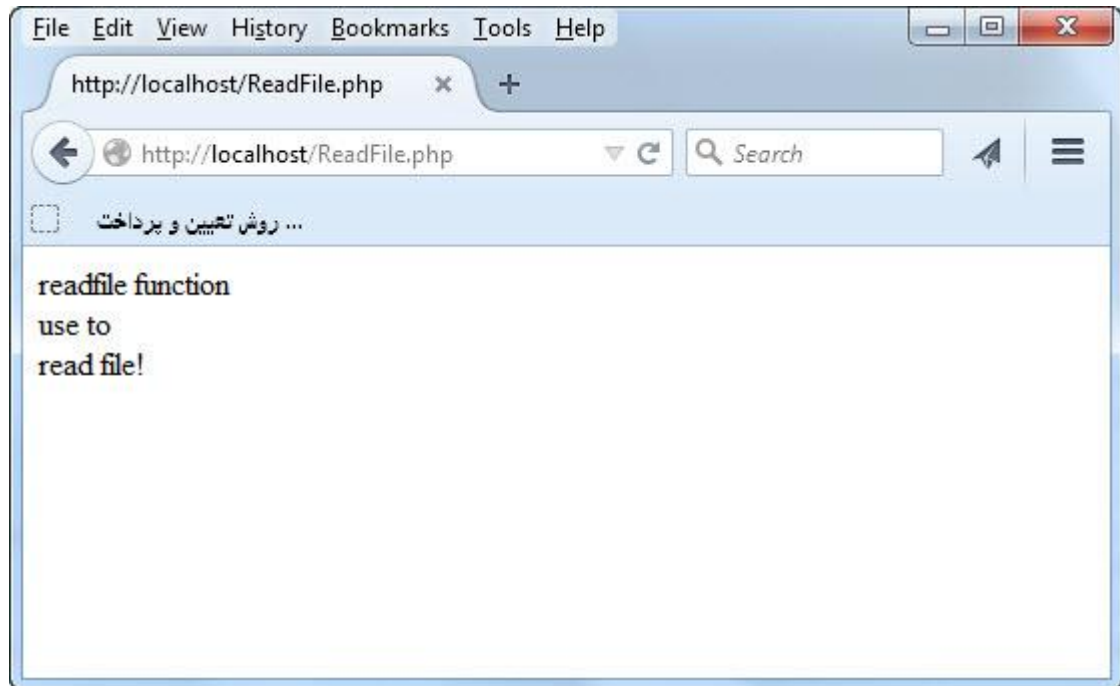 File Edit View History Bookmarks Tools Help
http://localhost/ReadFile.php
http://localhost/ReadFile.php Search
روش تعیین و پرداخت ...
readfile function
use to
read file!